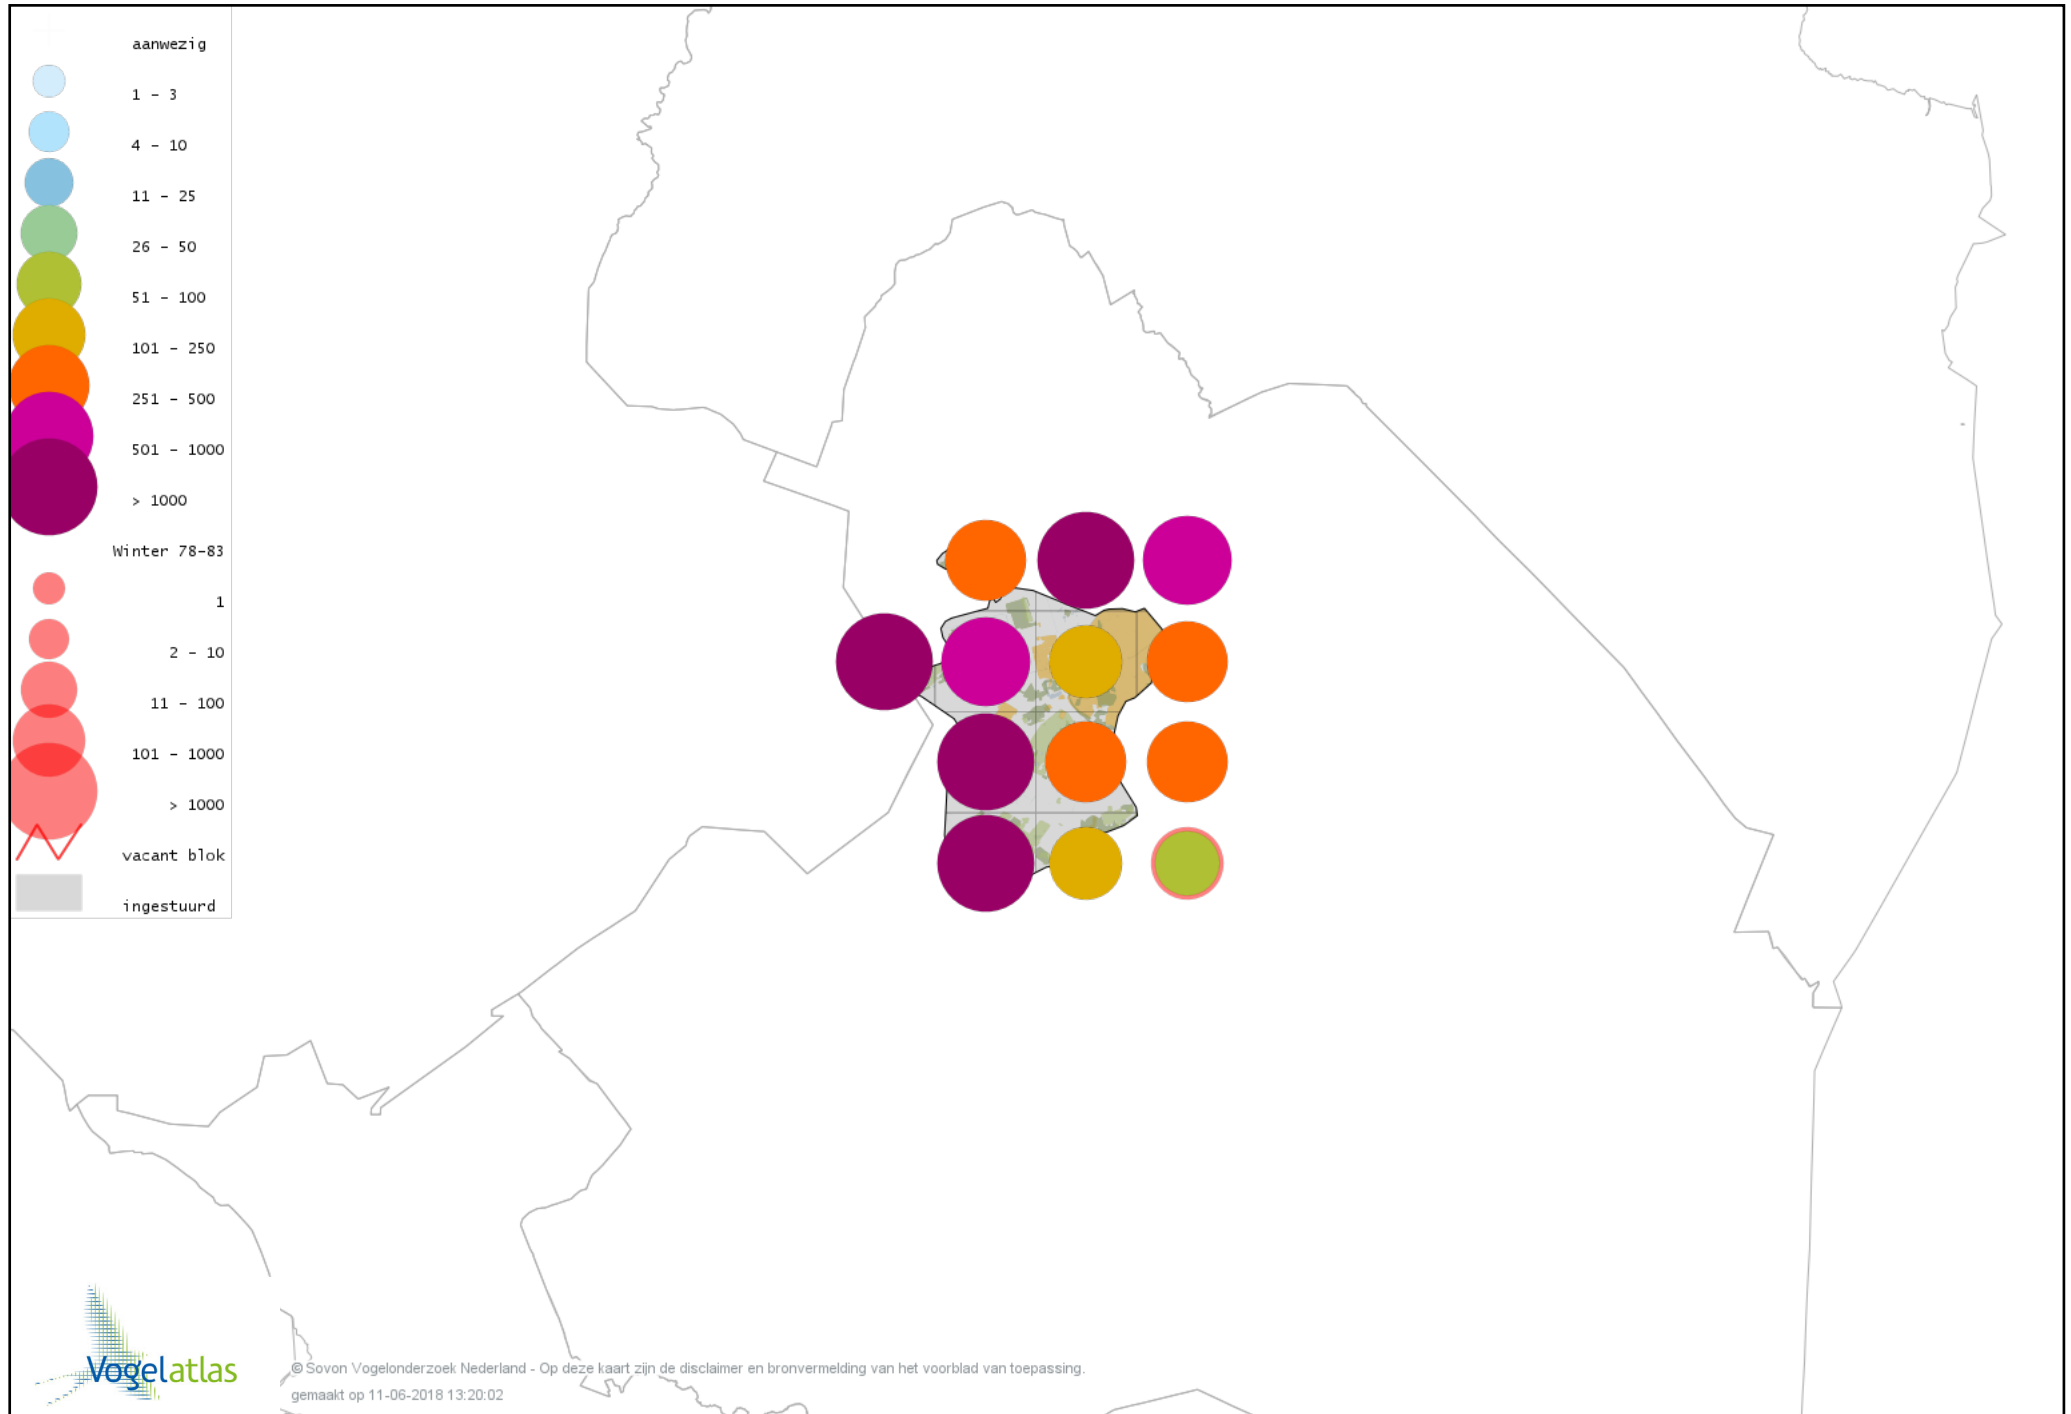 aanwezig
1 - 3
4 - 10
11 - 25
26 - 50
51 - 100
101 - 250
251 - 500
501 - 1000
> 1000
Winter 78-83
1
2 - 10
11 - 100
101 - 1000
> 1000
vacant blok
ingestuurd
Vogelatlas
© Sovon Vogelonderzoek Nederland - Op deze kaart zijn de disclaimer en bronvermelding van het voorblad van toepassing.
gemaakt op 11-06-2018 13:20:02